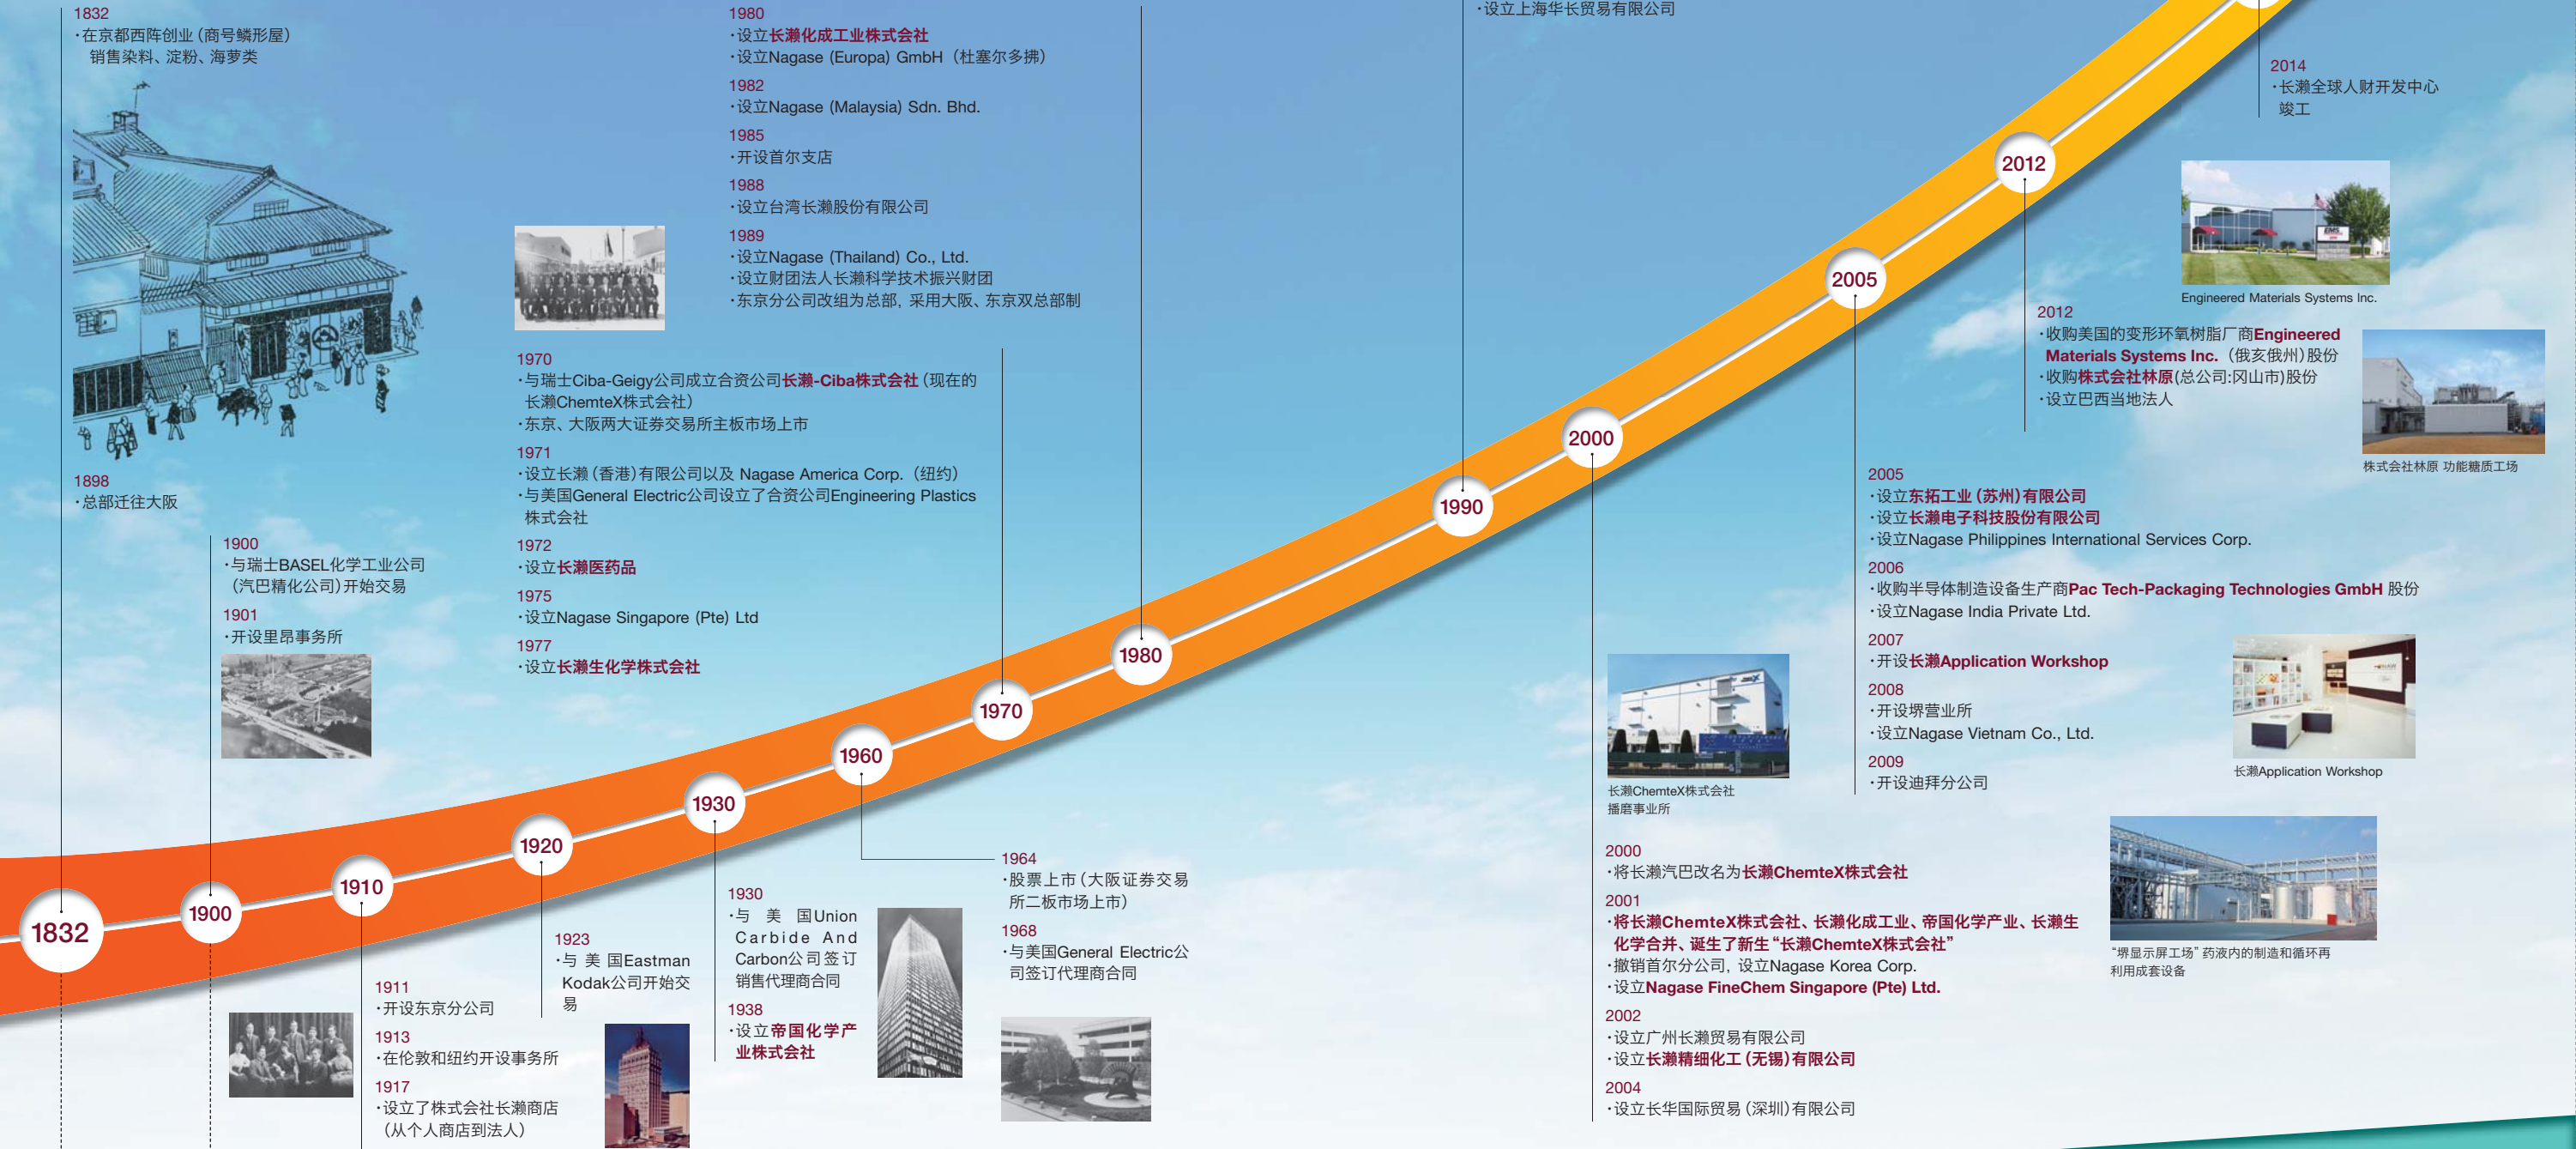 1832
·在京都西阵创业（商号鳞形屋）
销售染料、淀粉、海萝类
1898
·总部迁往大阪
1900
·与瑞士BASEL化学工业公司
（汽巴精化公司）开始交易
1901
·开设里昂事务所
1911
·开设东京分公司
1913
·在伦敦和纽约开设事务所
1917
·设立了株式会社长濑商店
（从个人商店到法人）
1923
·与美国Eastman
Kodak公司开始交
易
1930
·与美国Union
Carbide And
Carbon公司签订
销售代理商合同
1938
·设立帝国化学产
业株式会社
1964
·股票上市（大阪证券交易
所二板市场上市）
1968
·与美国General Electric公
司签订代理商合同
1970
·与瑞士Ciba-Geigy公司成立合资公司长濑-Ciba株式会社（现在的
长濑ChemteX株式会社）
·东京、大阪两大证券交易所主板市场上市
1971
·设立长濑（香港）有限公司以及 Nagase America Corp.（纽约）
·与美国General Electric公司设立了合资公司Engineering Plastics
株式会社
1972
·设立长濑医药品
1975
·设立Nagase Singapore (Pte) Ltd
1977
·设立长濑生化学株式会社
1980
·设立长濑化成工业株式会社
·设立Nagase (Europa) GmbH（杜塞尔多拂）
1982
·设立Nagase (Malaysia) Sdn. Bhd.
1985
·开设首尔支店
1988
·设立台湾长濑股份有限公司
1989
·设立Nagase (Thailand) Co., Ltd.
·设立财团法人长濑科学技术振兴财团
·东京分公司改组为总部，采用大阪、东京双总部制
·设立上海华长贸易有限公司
2000
·将长濑汽巴改名为长濑ChemteX株式会社
2001
·将长濑ChemteX株式会社、长濑化成工业、帝国化学产业、长濑生
化学合并、诞生了新生“长濑ChemteX株式会社”
·撤销首尔分公司，设立Nagase Korea Corp.
·设立Nagase FineChem Singapore (Pte) Ltd.
2002
·设立广州长濑贸易有限公司
·设立长濑精细化工（无锡）有限公司
2004
·设立长华国际贸易（深圳）有限公司
长濑ChemteX株式会社
播磨事业所
2005
·设立东拓工业（苏州）有限公司
·设立长濑电子科技股份有限公司
·设立Nagase Philippines International Services Corp.
2006
·收购半导体制造设备生产商Pac Tech-Packaging Technologies GmbH 股份
·设立Nagase India Private Ltd.
2007
·开设长濑Application Workshop
2008
·开设堺营业所
·设立Nagase Vietnam Co., Ltd.
2009
·开设迪拜分公司
长濑Application Workshop
“堺显示屏工场”药液内的制造和循环再
利用成套设备
2012
·收购美国的变形环氧树脂厂商Engineered
Materials Systems Inc.（俄亥俄州）股份
·收购株式会社林原(总公司:冈山市)股份
·设立巴西当地法人
EMS
Engineered Materials Systems Inc.
株式会社林原 功能糖质工场
2014
·长濑全球人财开发中心
竣工
1832
1900
1910
1920
1930
1960
1970
1980
1990
2000
2005
2012